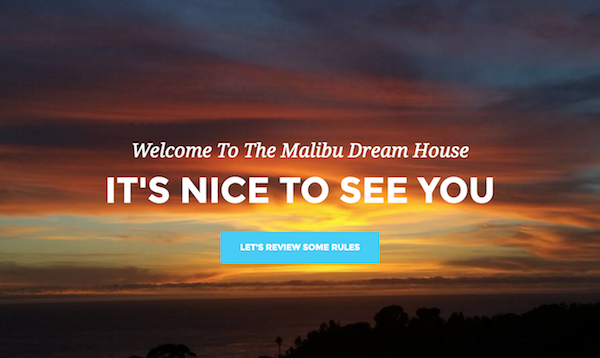 Welcome To The Malibu Dream House
IT'S NICE TO SEE YOU
LET'S REVIEW SOME RULES